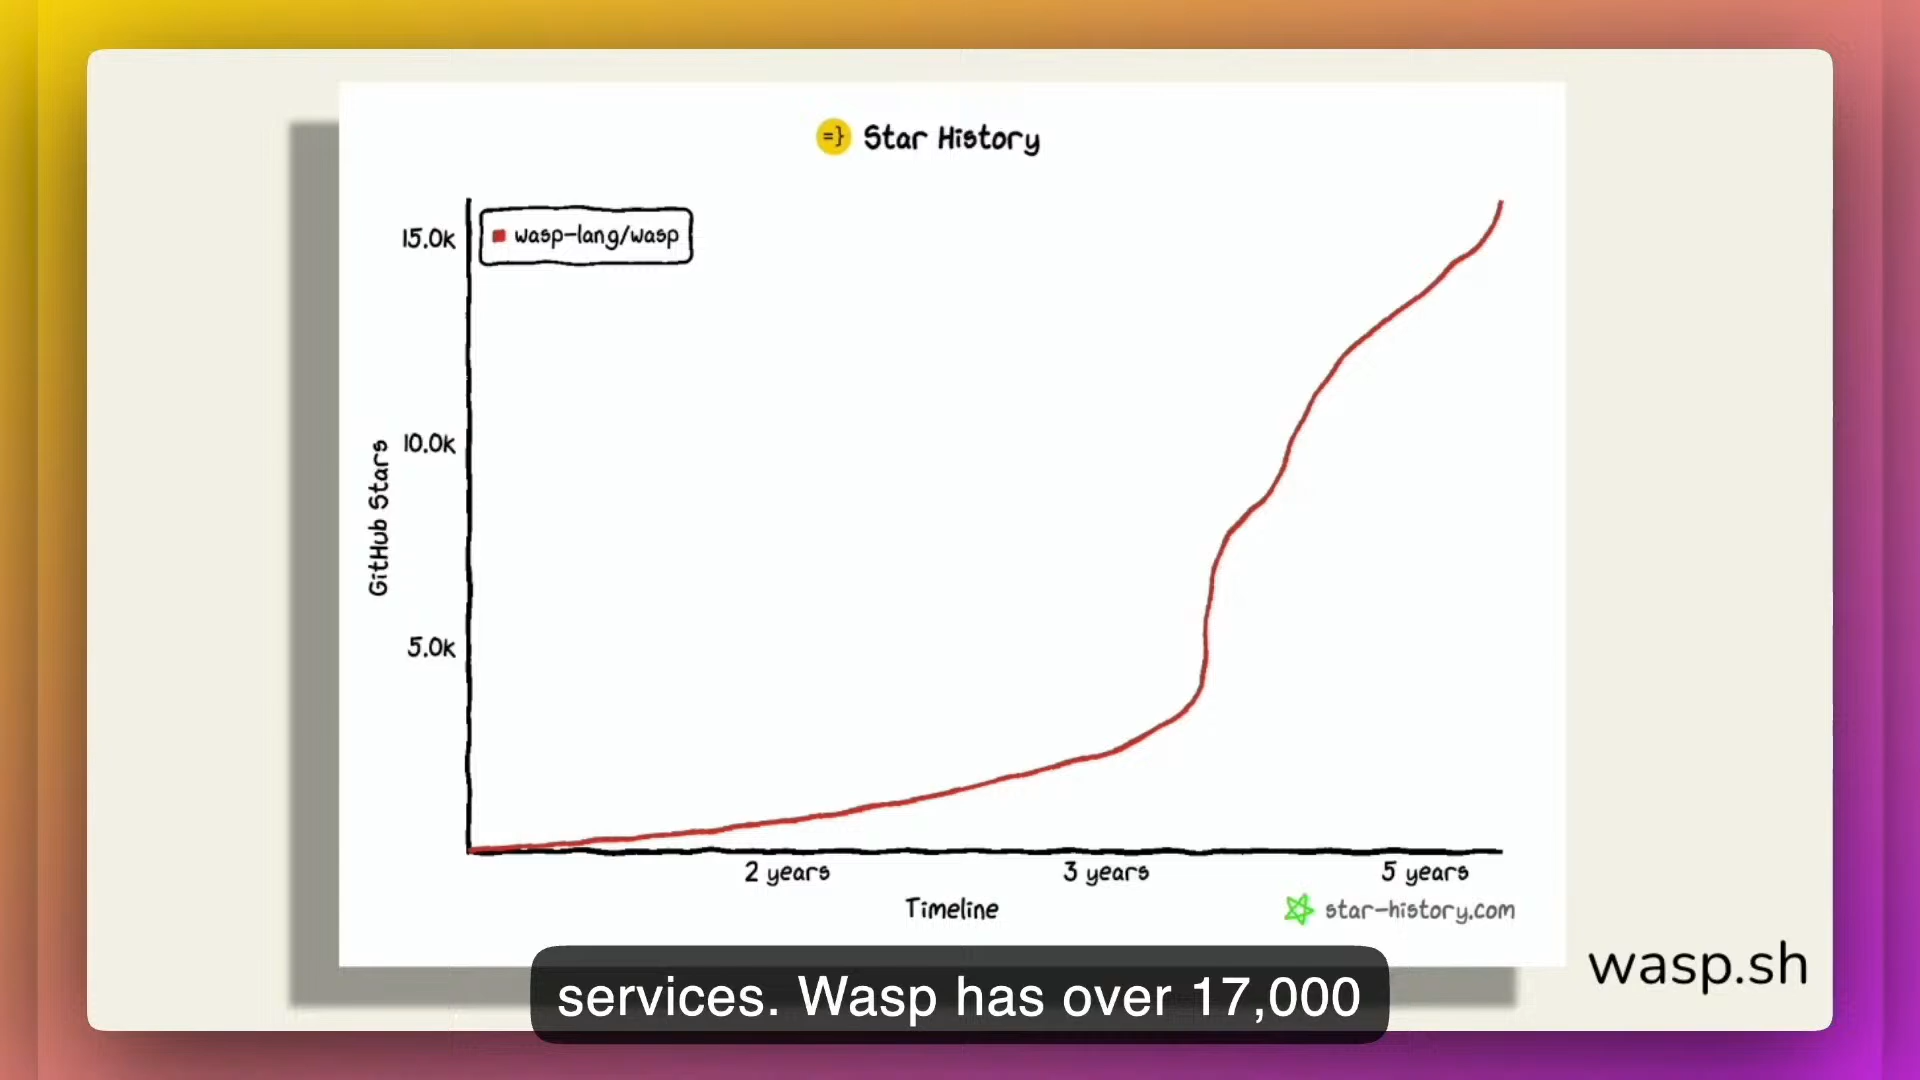 =} Star History
wasp-lang/wasp
15.0k
10.0k
5.0k
GitHub Stars
2 years
3 years
5 years
Timeline
star-history.com
wasp.sh
services. Wasp has over 17,000